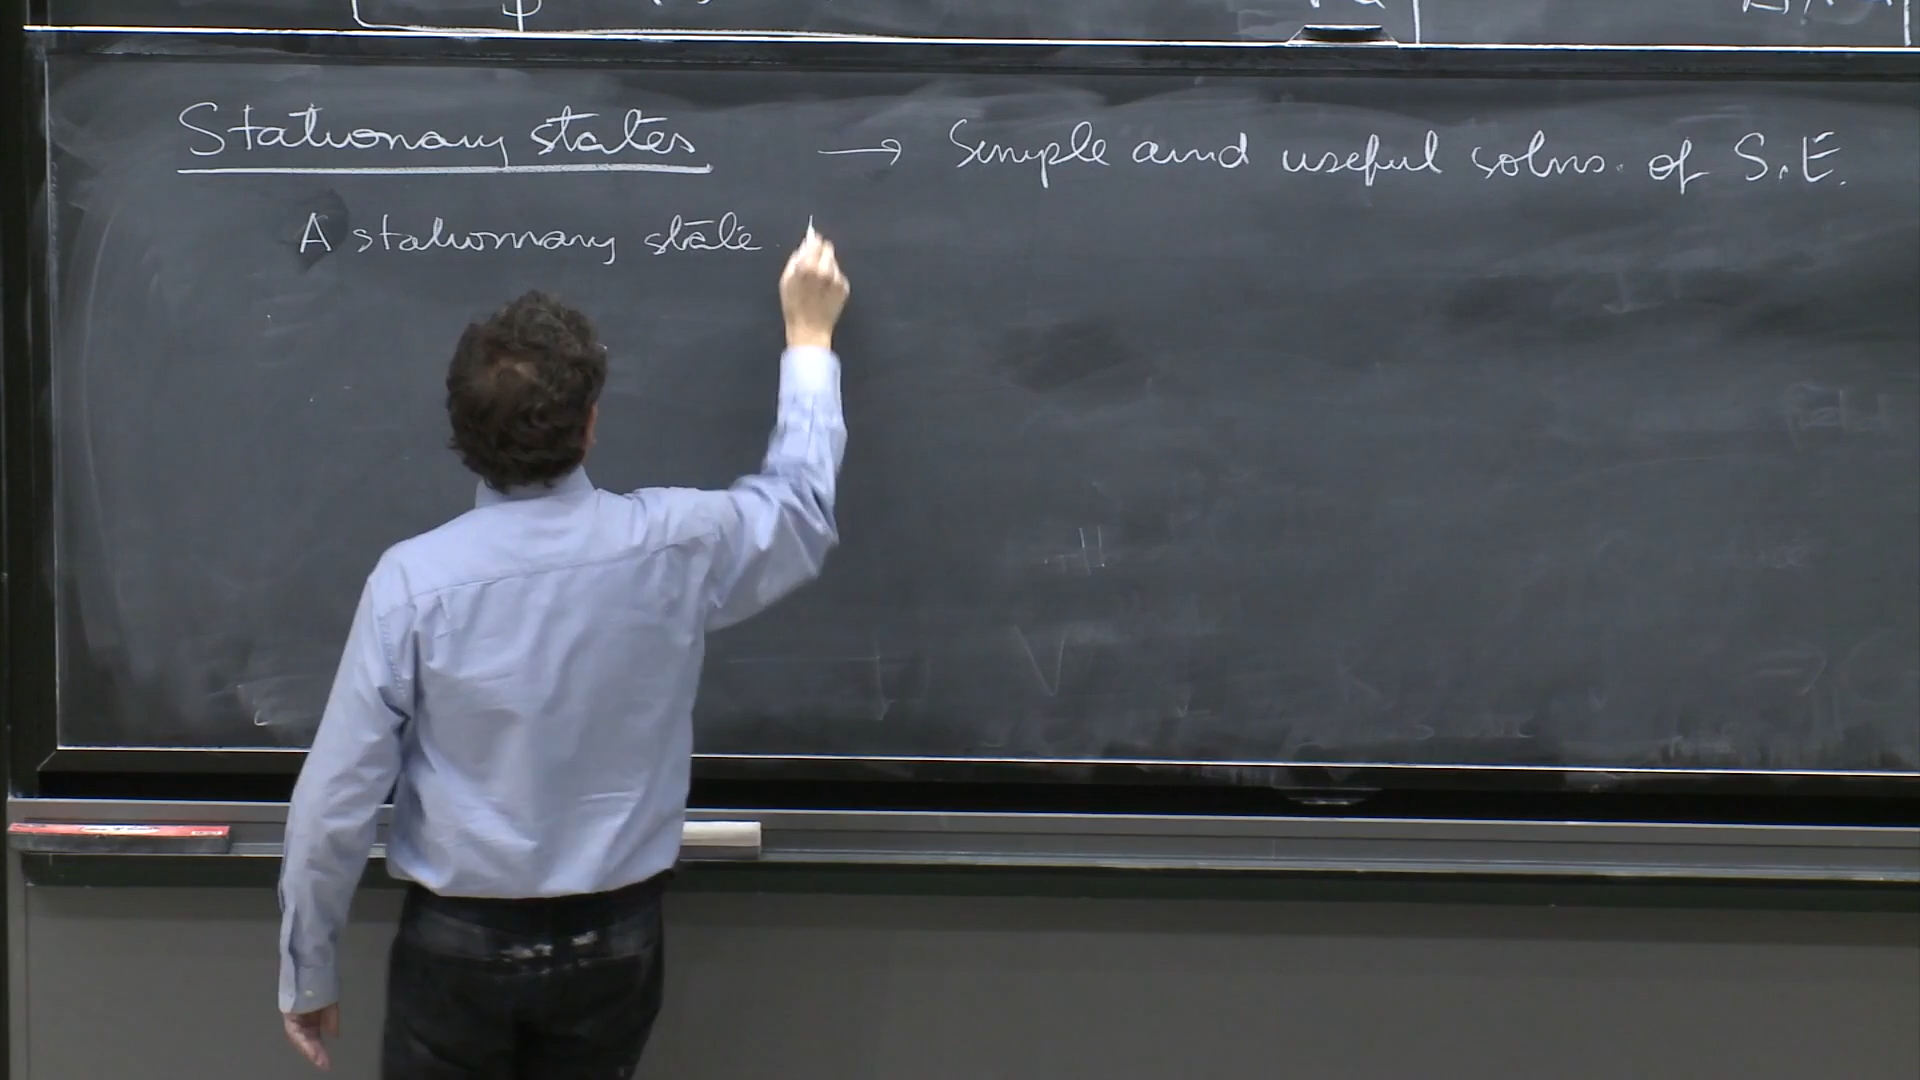 Stationary states → Simple and useful solns. of S.E.
A stationary state